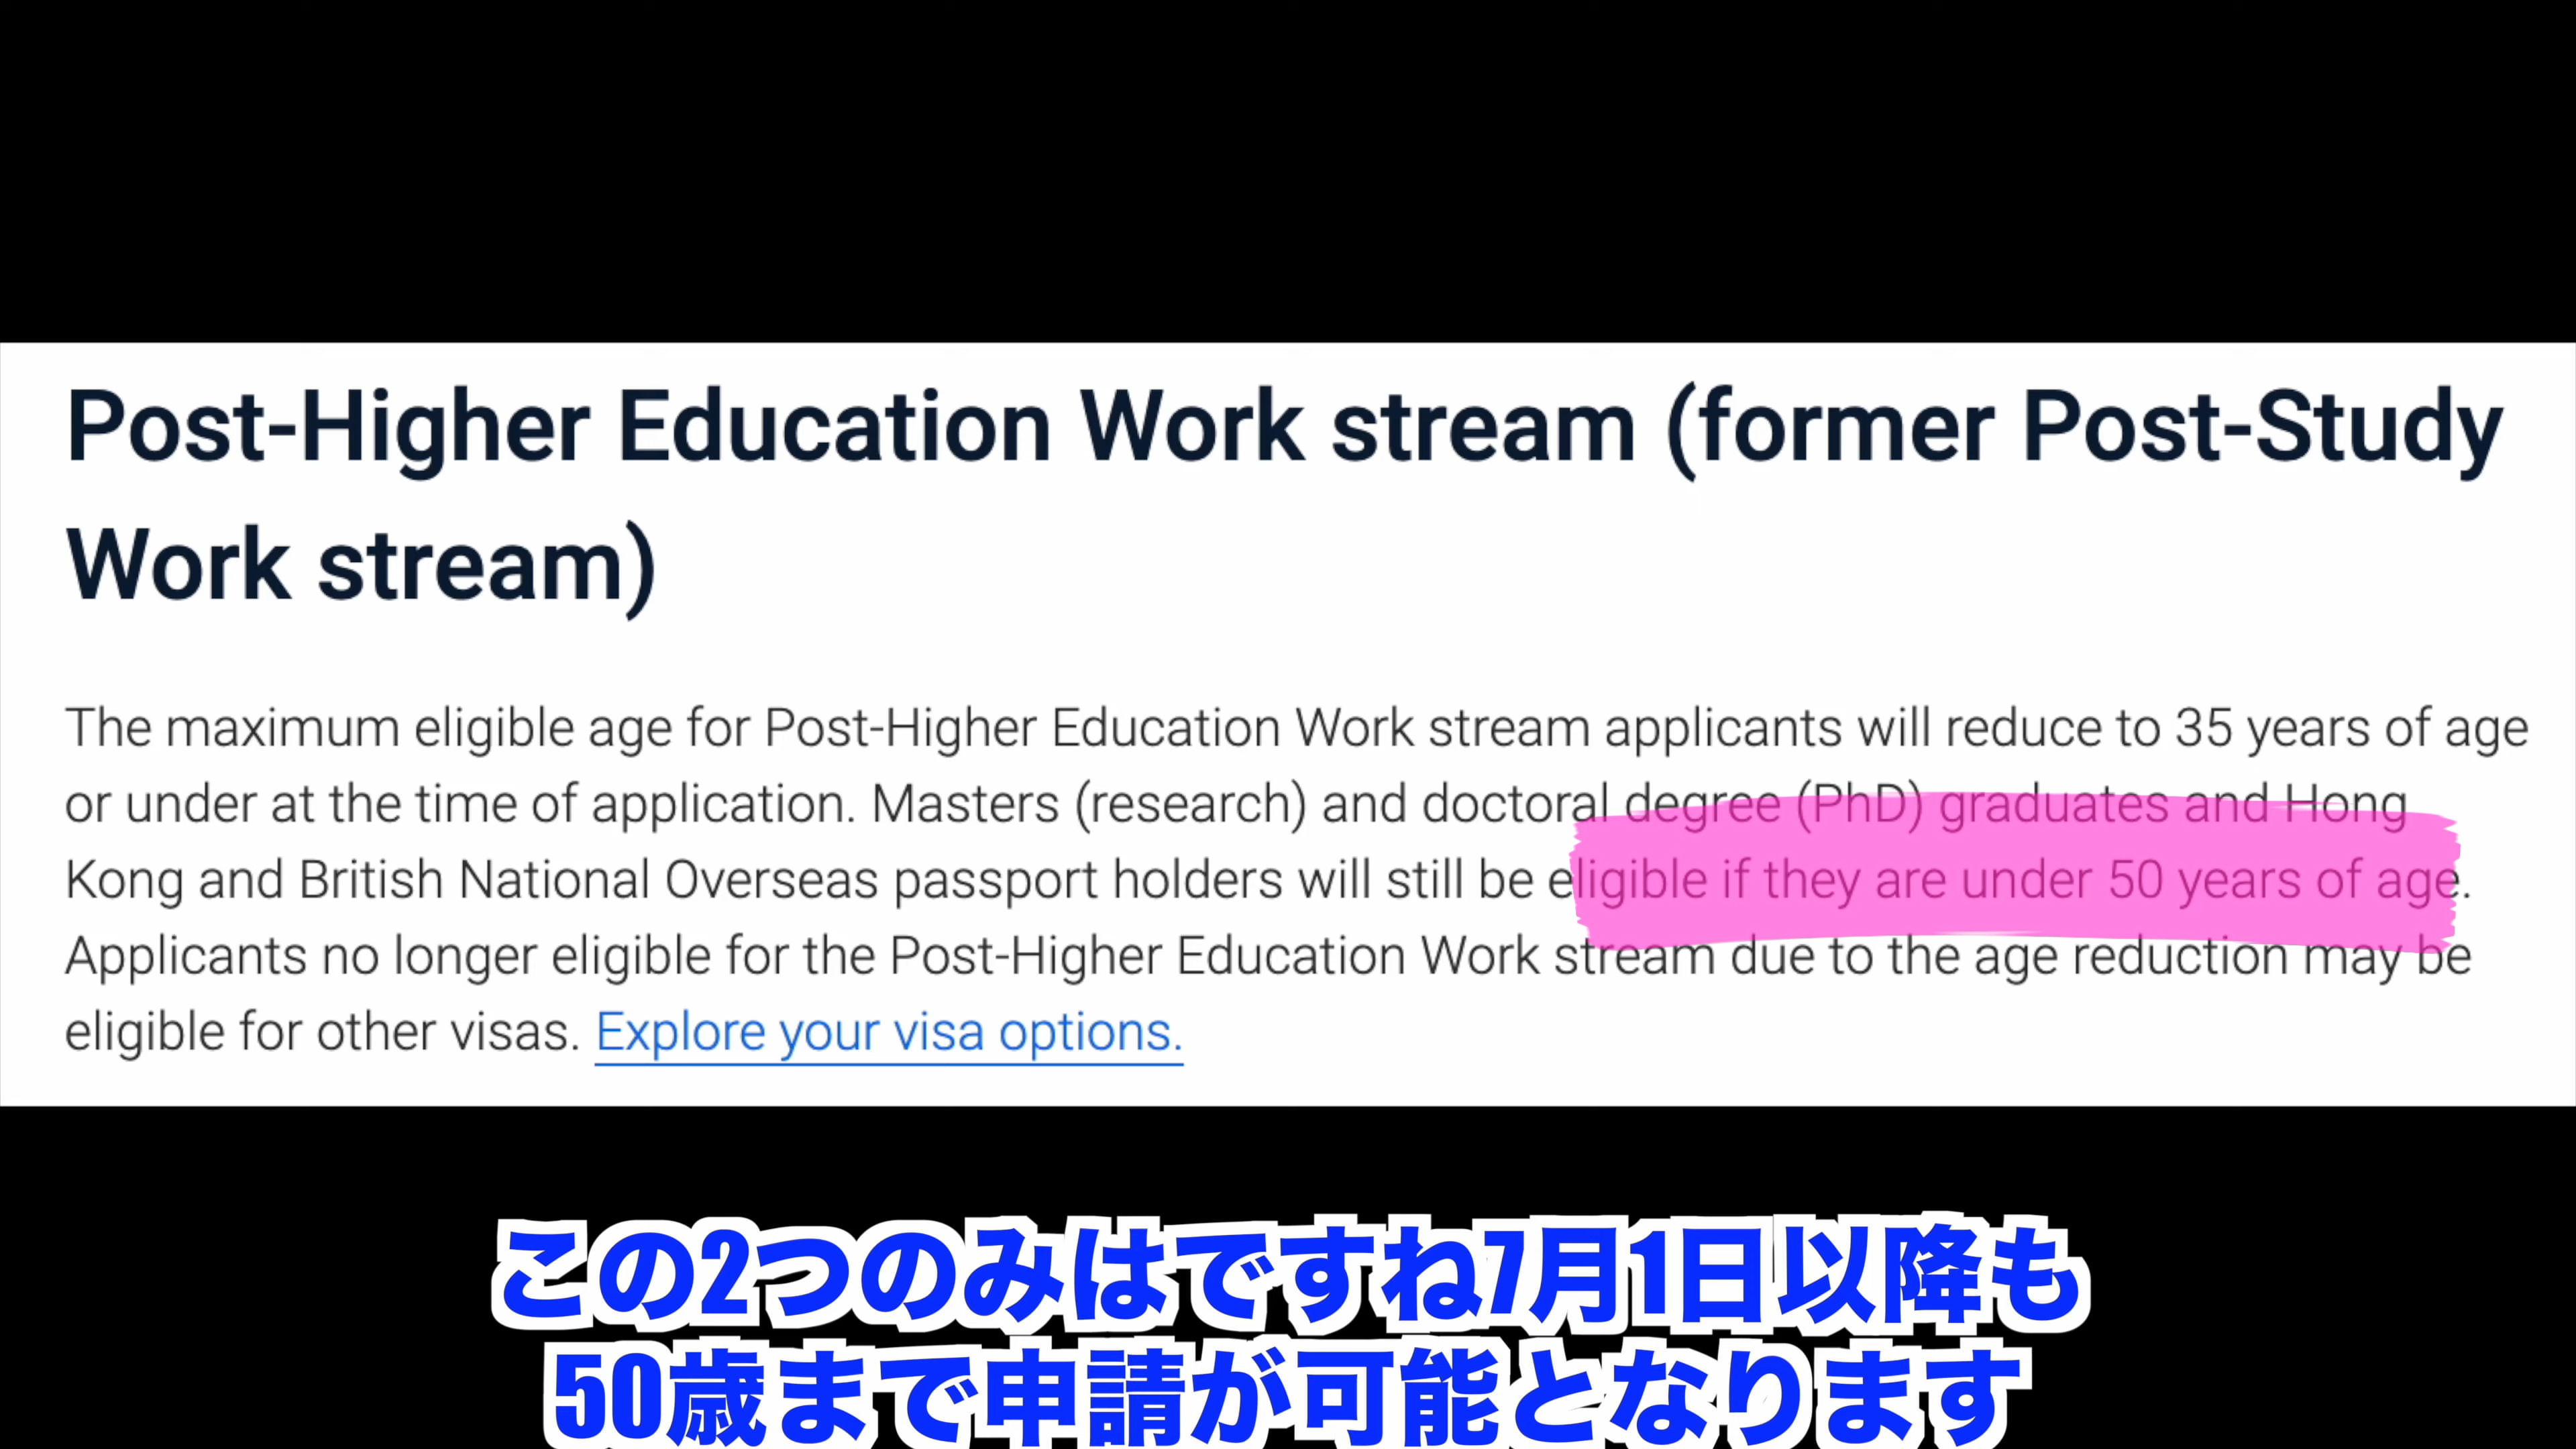 Post-Higher Education Work stream (former Post-Study
Work stream)
The maximum eligible age for Post-Higher Education Work stream applicants will reduce to 35 years of age
or under at the time of application. Masters (research) and doctoral degree (PhD) graduates and Hong
Kong and British National Overseas passport holders will still be eligible if they are under 50 years of age.
Applicants no longer eligible for the Post-Higher Education Work stream due to the age reduction may be
eligible for other visas. Explore your visa options.
この2つのみはですね7月1日以降も
50歳まで申請が可能となります